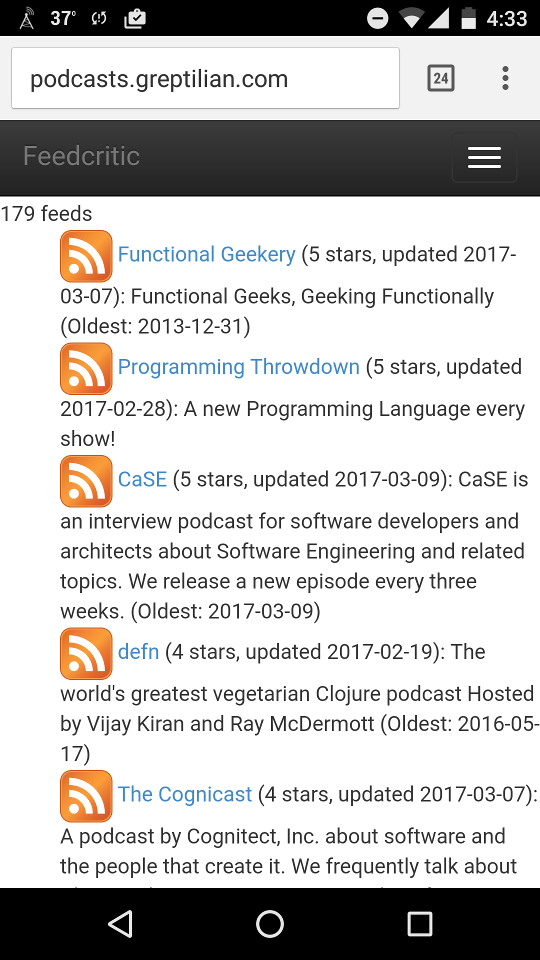 37° 4:33
podcasts.greptilian.com 24
Feedcritic
179 feeds
Functional Geekery (5 stars, updated 2017-
03-07): Functional Geeks, Geeking Functionally
(Oldest: 2013-12-31)
Programming Throwdown (5 stars, updated
2017-02-28): A new Programming Language every
show!
CaSE (5 stars, updated 2017-03-09): CaSE is
an interview podcast for software developers and
architects about Software Engineering and related
topics. We release a new episode every three
weeks. (Oldest: 2017-03-09)
defn (4 stars, updated 2017-02-19): The
world's greatest vegetarian Clojure podcast Hosted
by Vijay Kiran and Ray McDermott (Oldest: 2016-05-
17)
The Cognicast (4 stars, updated 2017-03-07):
A podcast by Cognitect, Inc. about software and
the people that create it. We frequently talk about